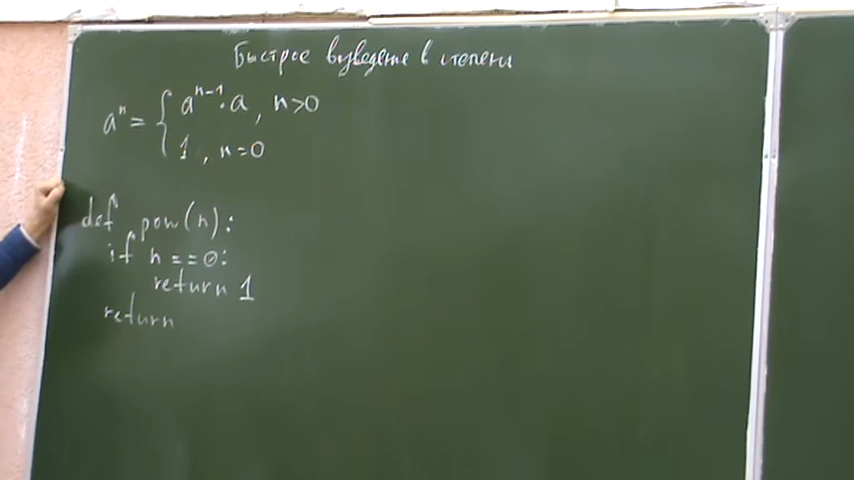 Быстрое возведение в степень
aⁿ = { aⁿ⁻¹·a, n>0
1, n=0
def pow(n):
if n==0:
return 1
return